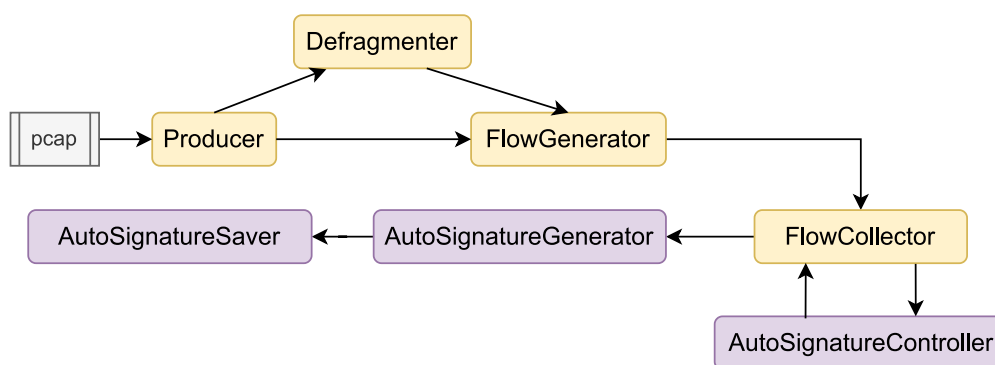 Defragmenter
pcap
Producer
FlowGenerator
AutoSignatureSaver
AutoSignatureGenerator
FlowCollector
AutoSignatureController